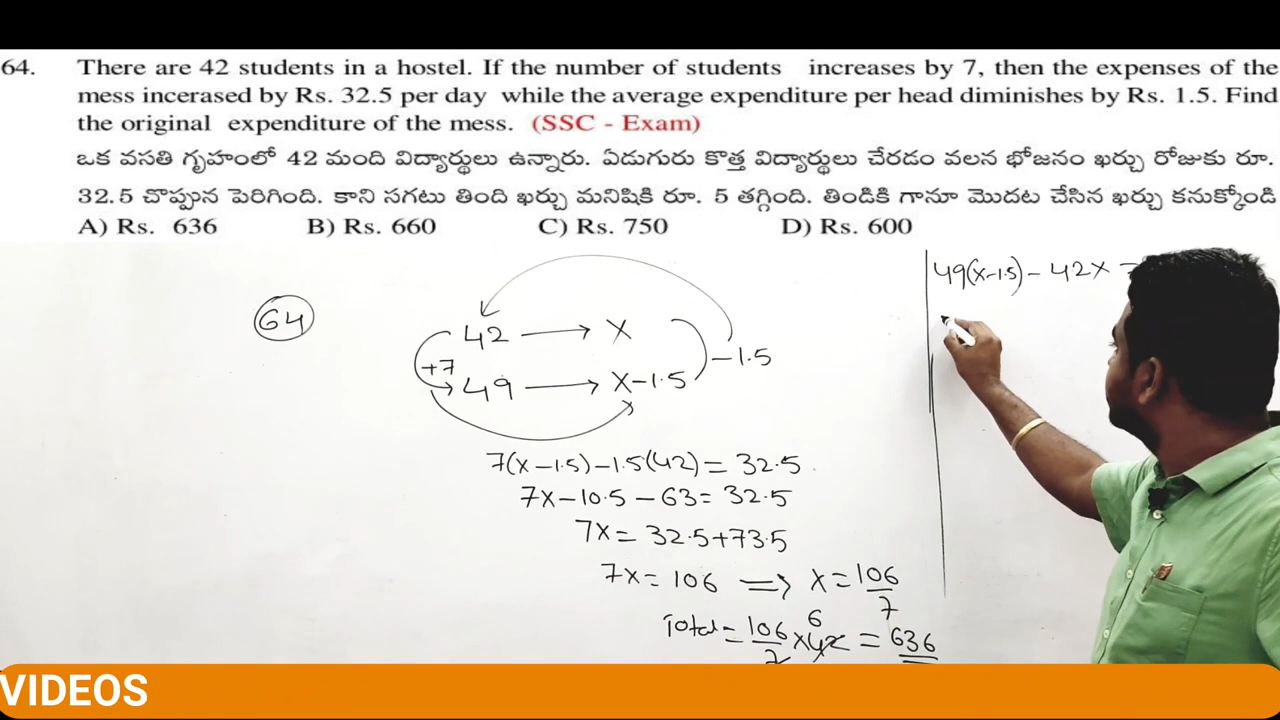 64. There are 42 students in a hostel. If the number of students increases by 7, then the expenses of the
mess incerased by Rs. 32.5 per day while the average expenditure per head diminishes by Rs. 1.5. Find
the original expenditure of the mess. (SSC - Exam)
ఒక వసతి గృహంలో 42 మంది విద్యార్థులు ఉన్నారు. ఏడుగురు కొత్త విద్యార్థులు చేరడం వలన భోజనం ఖర్చు రోజుకు రూ.
32.5 చొప్పున పెరిగింది. కాని సగటు తిండి ఖర్చు మనిషికి రూ. 5 తగ్గింది. తిండికి గానూ మొదట చేసిన ఖర్చు కనుక్కోండి
A) Rs. 636 B) Rs. 660 C) Rs. 750 D) Rs. 600
64
42 → X
+7
-1.5
49 → X-1.5
7(X-1.5)-1.5(42) = 32.5
7X-10.5-63 = 32.5
7X = 32.5+73.5
7X = 106 ⇒ X = 106/7
Total = 106/7 × 42 = 636
6
49(X-1.5) - 42X =
VIDEOS